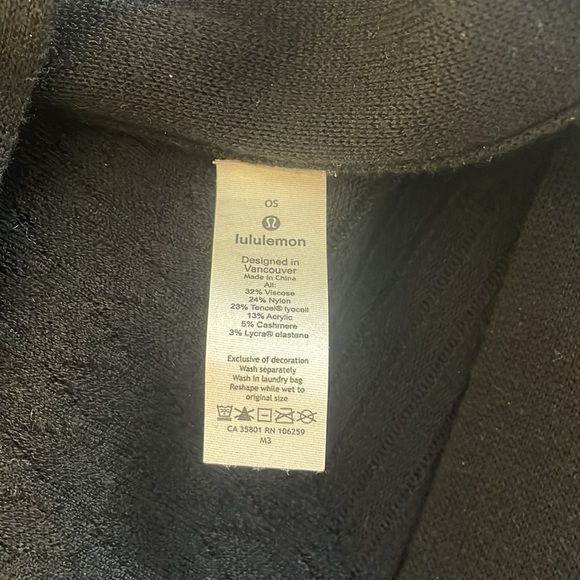 OS
lululemon
Designed in
Vancouver
Made in China
All:
32% Viscose
24% Nylon
23% Tencel® lyocell
13% Acrylic
5% Cashmere
3% Lycra® elastane
Exclusive of decoration
Wash separately
Wash in laundry bag
Reshape while wet to
original size
CA 35801 RN 106259
M3